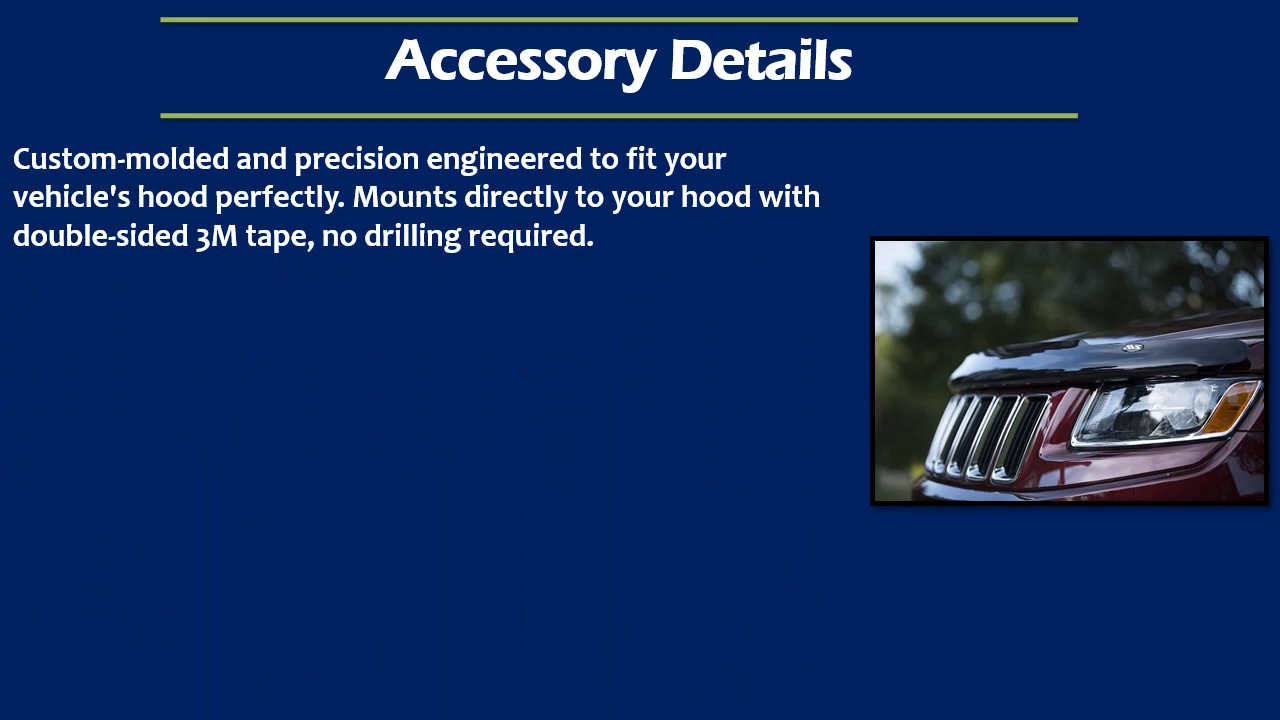 Accessory Details
Custom-molded and precision engineered to fit your
vehicle's hood perfectly. Mounts directly to your hood with
double-sided 3M tape, no drilling required.